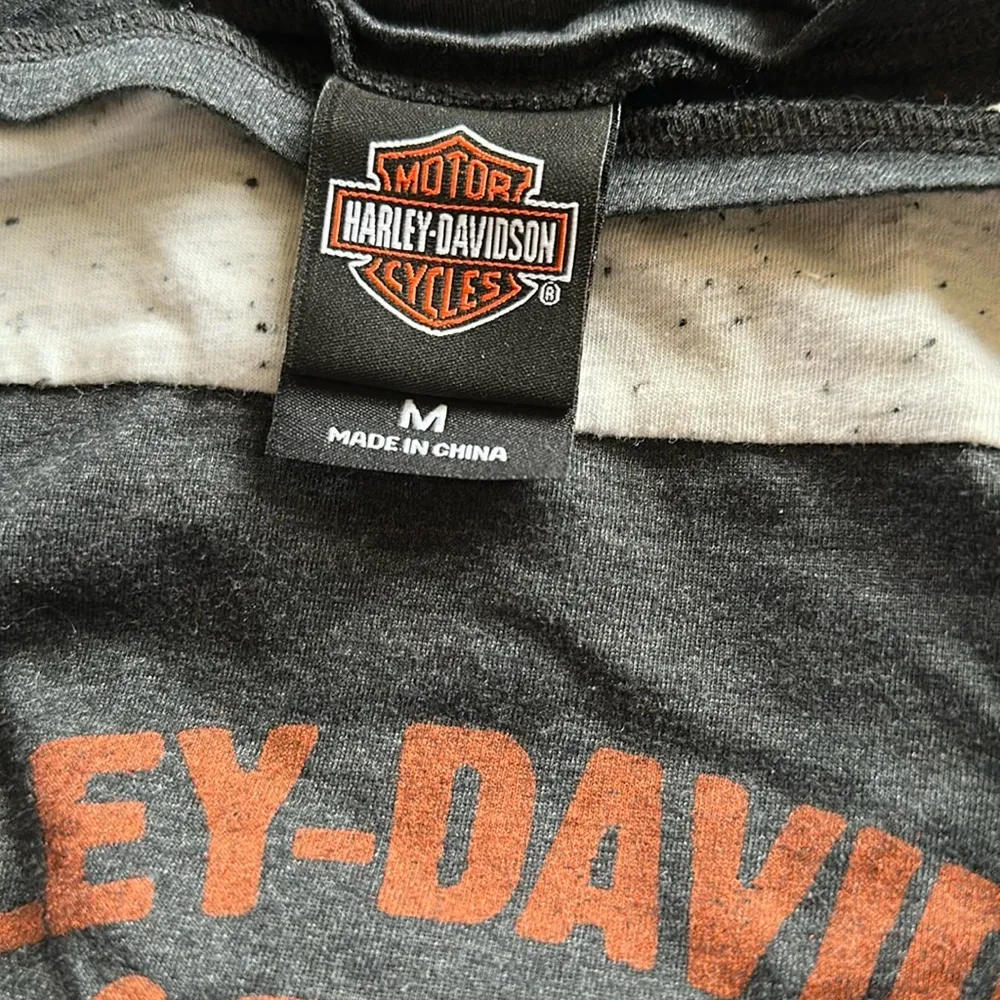 MOTOR
HARLEY-DAVIDSON
CYCLES
®
M
MADE IN CHINA
EY-DAVI